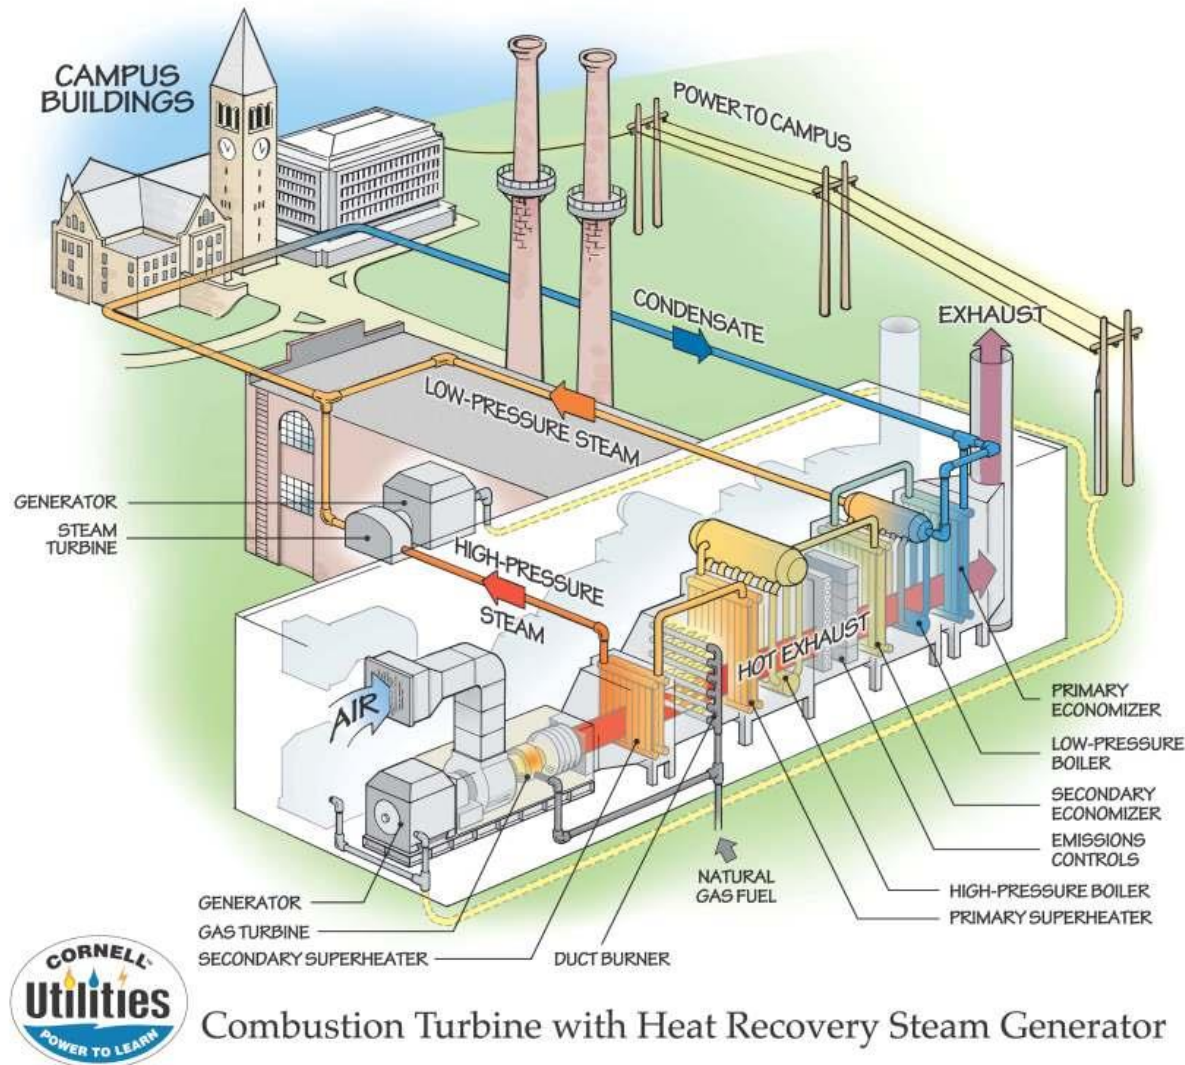 CAMPUS
BUILDINGS
POWER TO CAMPUS
EXHAUST
CONDENSATE
LOW-PRESSURE STEAM
GENERATOR
STEAM
TURBINE
HIGH-PRESSURE
STEAM
HOT EXHAUST
AIR
PRIMARY
ECONOMIZER
LOW-PRESSURE
BOILER
SECONDARY
ECONOMIZER
EMISSIONS
CONTROLS
HIGH-PRESSURE BOILER
PRIMARY SUPERHEATER
NATURAL
GAS FUEL
GENERATOR
GAS TURBINE
SECONDARY SUPERHEATER
DUCT BURNER
CORNELL
Utilities
POWER TO LEARN
Combustion Turbine with Heat Recovery Steam Generator